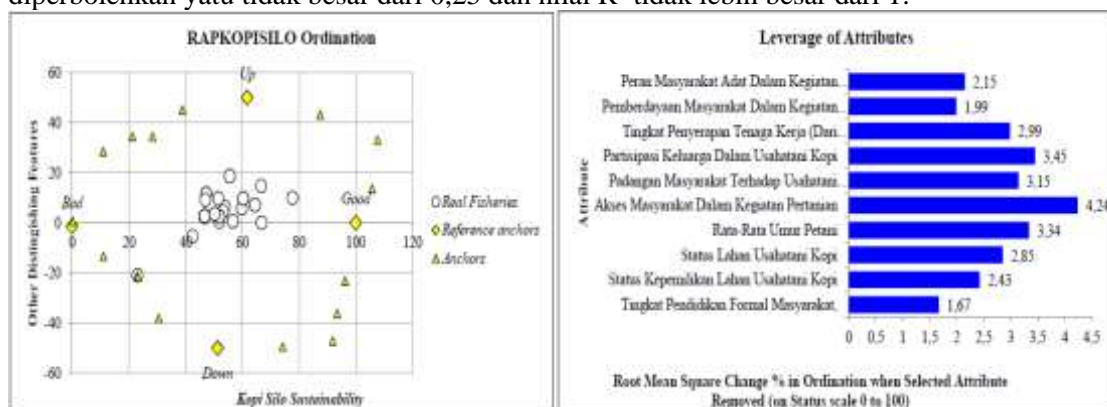 diperbolehkan yatu tidak besar dari 0,25 dan nilai R² tidak lebih besar dari 1.
RAPKOPISILO Ordination
Other Distingishing Features
60
40
20
0
-20
-40
-60
0
20
40
60
80
100
120
Up
Bad
Good
Down
Real Fisheries
Reference anchors
Anchors
Kopi Silo Sustainability
Leverage of Attributes
Attribute
Peran Masyarakat Adat Dalam Kegiatan..
2,15
Pemberdayaan Masyarakat Dalam Kegiatan..
1,99
Tingkat Penyerapan Tenaga Kerja (Dan..
2,99
Partisipasi Keluarga Dalam Usahatani Kopi
3,45
Padangan Masyarakat Terhadap Usahatani..
3,15
Akses Masyarakat Dalam Kegiatan Pertanian
4,24
Rata-Rata Umur Petani
3,34
Status Lahan Usahatani Kopi
2,85
Status Kepemilikan Lahan Usahatani Kopi
2,43
Tingkat Pendidikan Formal Masyarakat,
1,67
0 0,5 1 1,5 2 2,5 3 3,5 4 4,5
Root Mean Square Change % in Ordination when Selected Attribute
Removed (on Status scale 0 to 100)